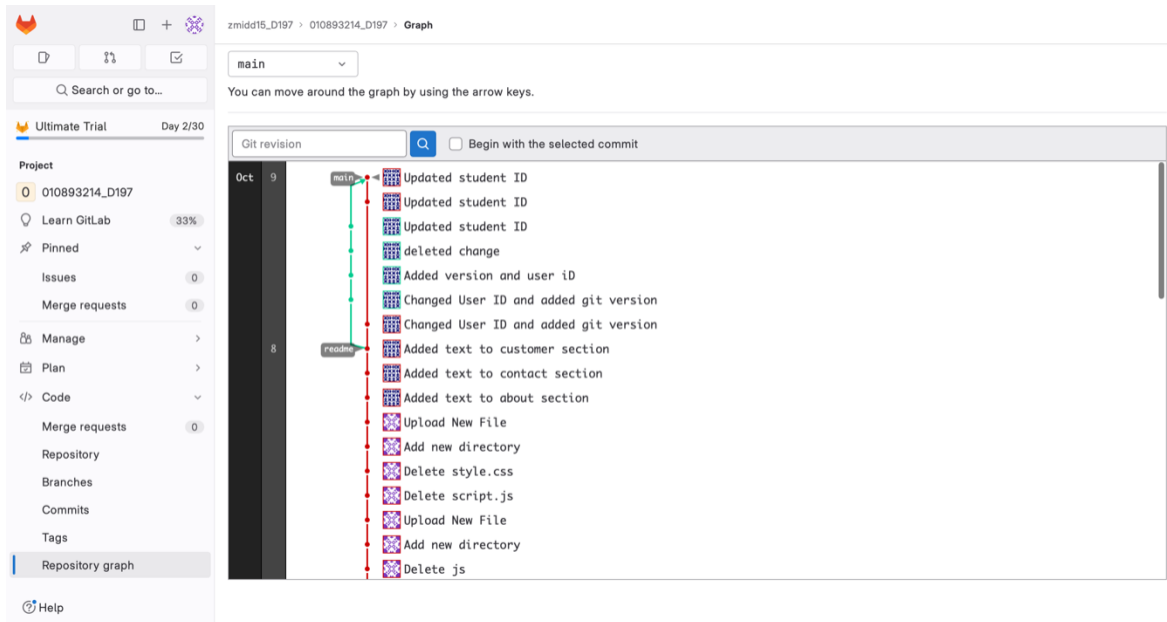 zmidd15_D197 > 010893214_D197 > Graph
main
Search or go to...
You can move around the graph by using the arrow keys.
Ultimate Trial Day 2/30
Git revision
Begin with the selected commit
Project
O 010893214_D197
Learn GitLab 33%
Pinned
Issues 0
Merge requests 0
Manage
Plan
Code
Merge requests 0
Repository
Branches
Commits
Tags
Repository graph
Help
Oct 9 main Updated student ID
Updated student ID
Updated student ID
deleted change
Added version and user iD
Changed User ID and added git version
Changed User ID and added git version
8 readme Added text to customer section
Added text to contact section
Added text to about section
Upload New File
Add new directory
Delete style.css
Delete script.js
Upload New File
Add new directory
Delete js